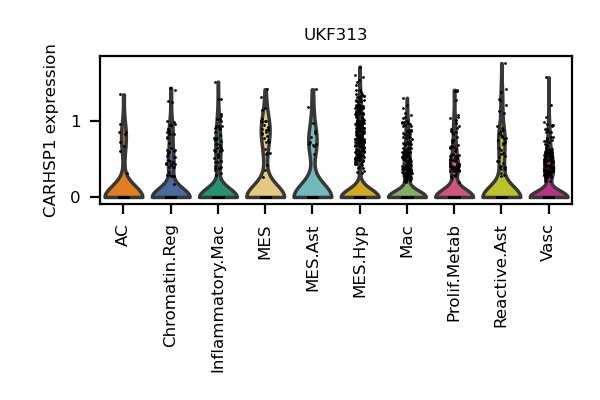 UKF313
CARHSP1 expression
1
0
AC
Chromatin.Reg
Inflammatory.Mac
MES
MES.Ast
MES.Hyp
Mac
Prolif.Metab
Reactive.Ast
Vasc